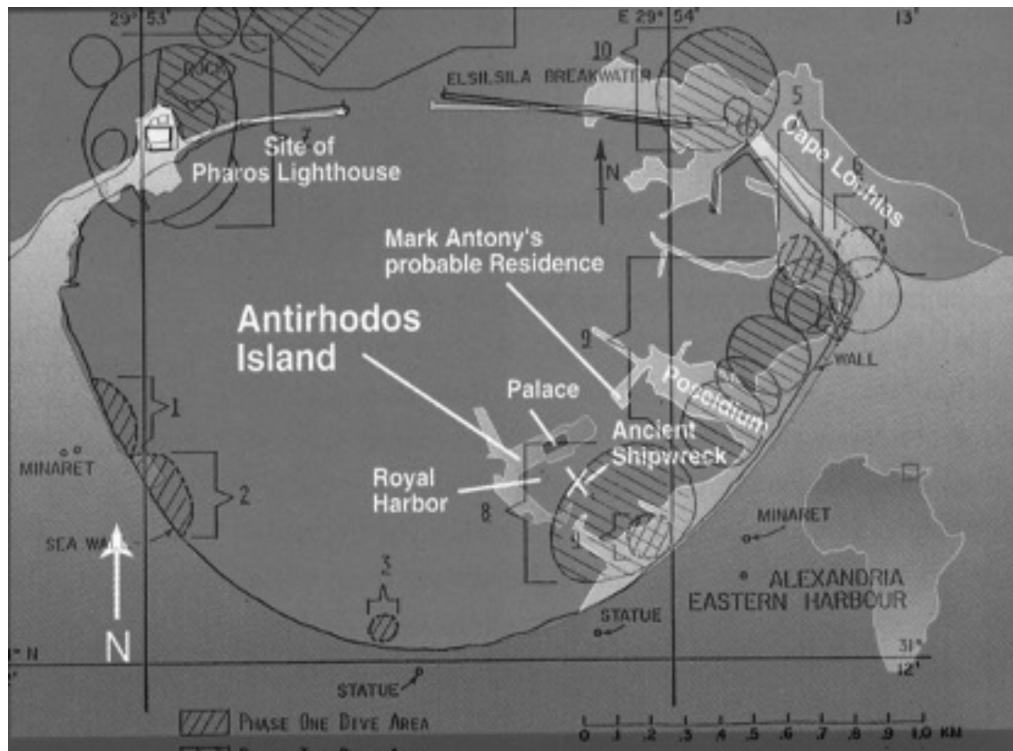 29° 53'
E 29° 54'
13'
10
ROCK
ELSILSILA BREAKWATER
5
7
Site of
Pharos Lighthouse
N
Cape Lochias
6
Mark Antony's
probable Residence
Antirhodos
Island
9
WALL
Poseidium
Palace
Ancient
Shipwreck
1
MINARET
Royal
Harbor
8
2
MINARET
SEA WALL
9
3
ALEXANDRIA
EASTERN HARBOUR
N
STATUE
31°
12'
° N
STATUE
PHASE ONE DIVE AREA
0 .1 .2 .3 .4 .5 .6 .7 .8 .9 1.0 KM